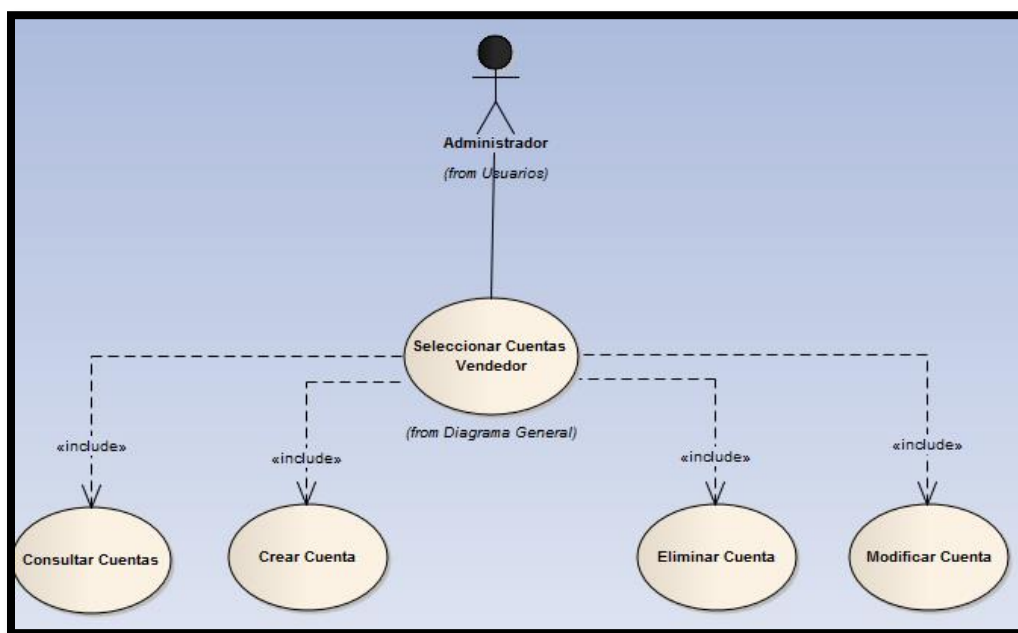 Administrador
(from Usuarios)
Seleccionar Cuentas
Vendedor
(from Diagrama General)
«include»
«include»
«include»
«include»
Consultar Cuentas
Crear Cuenta
Eliminar Cuenta
Modificar Cuenta